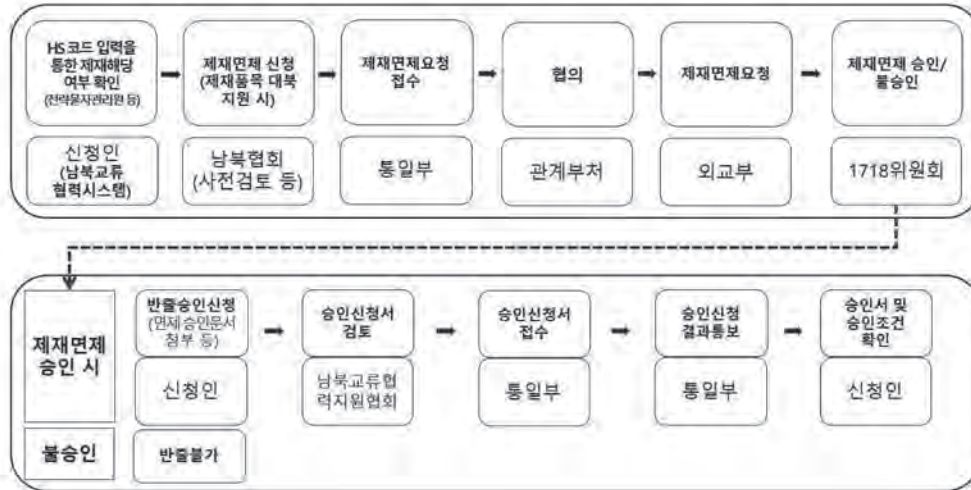 HS코드 입력을
통한 제재해당
여부 확인
(전략물자관리원 등)
제재면제 신청
(제재품목 대북
지원 시)
제재면제요청
접수
협의
제재면제요청
제재면제 승인/
불승인
신청인
(남북교류
협력시스템)
남북협회
(사전검토 등)
통일부
관계부처
외교부
1718위원회
제재면제
승인 시
반출승인신청
(면제 승인문서
첨부 등)
승인신청서
검토
승인신청서
접수
승인신청
결과통보
승인서 및
승인조건
확인
신청인
남북교류협
력지원협회
통일부
통일부
신청인
불승인
반출불가